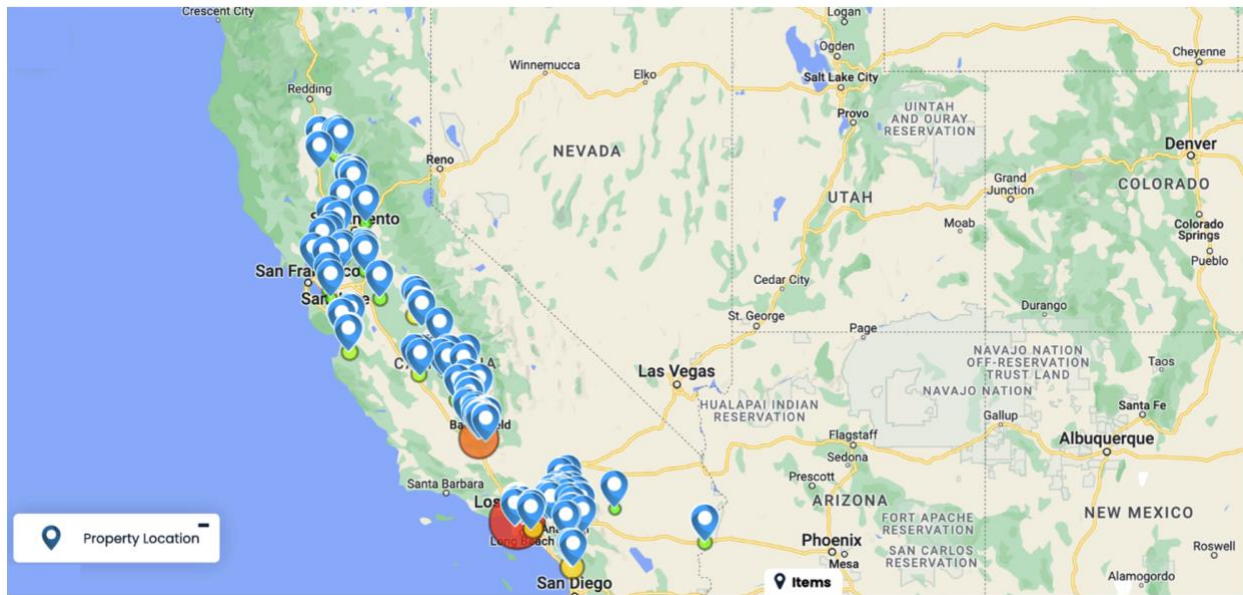 Crescent City
Logan
Ogden
Cheyenne
Winnemucca
Elko
Salt Lake City
Redding
Provo
UINTAH
AND OURAY
RESERVATION
Reno
NEVADA
Denver
Grand
Junction
COLORADO
UTAH
Moab
Colorado
Springs
Pueblo
San Francisco
Cedar City
Durango
St. George
Page
NAVAJO NATION
OFF-RESERVATION
TRUST LAND
Taos
Las Vegas
NAVAJO NATION
HUALAPAI INDIAN
RESERVATION
Gallup
Santa Fe
Flagstaff
Albuquerque
Sedona
Santa Barbara
Prescott
Los
ARIZONA
NEW MEXICO
Long Beach
FORT APACHE
RESERVATION
Property Location
Phoenix
Mesa
SAN CARLOS
RESERVATION
Roswell
San Diego
Items
Alamogordo